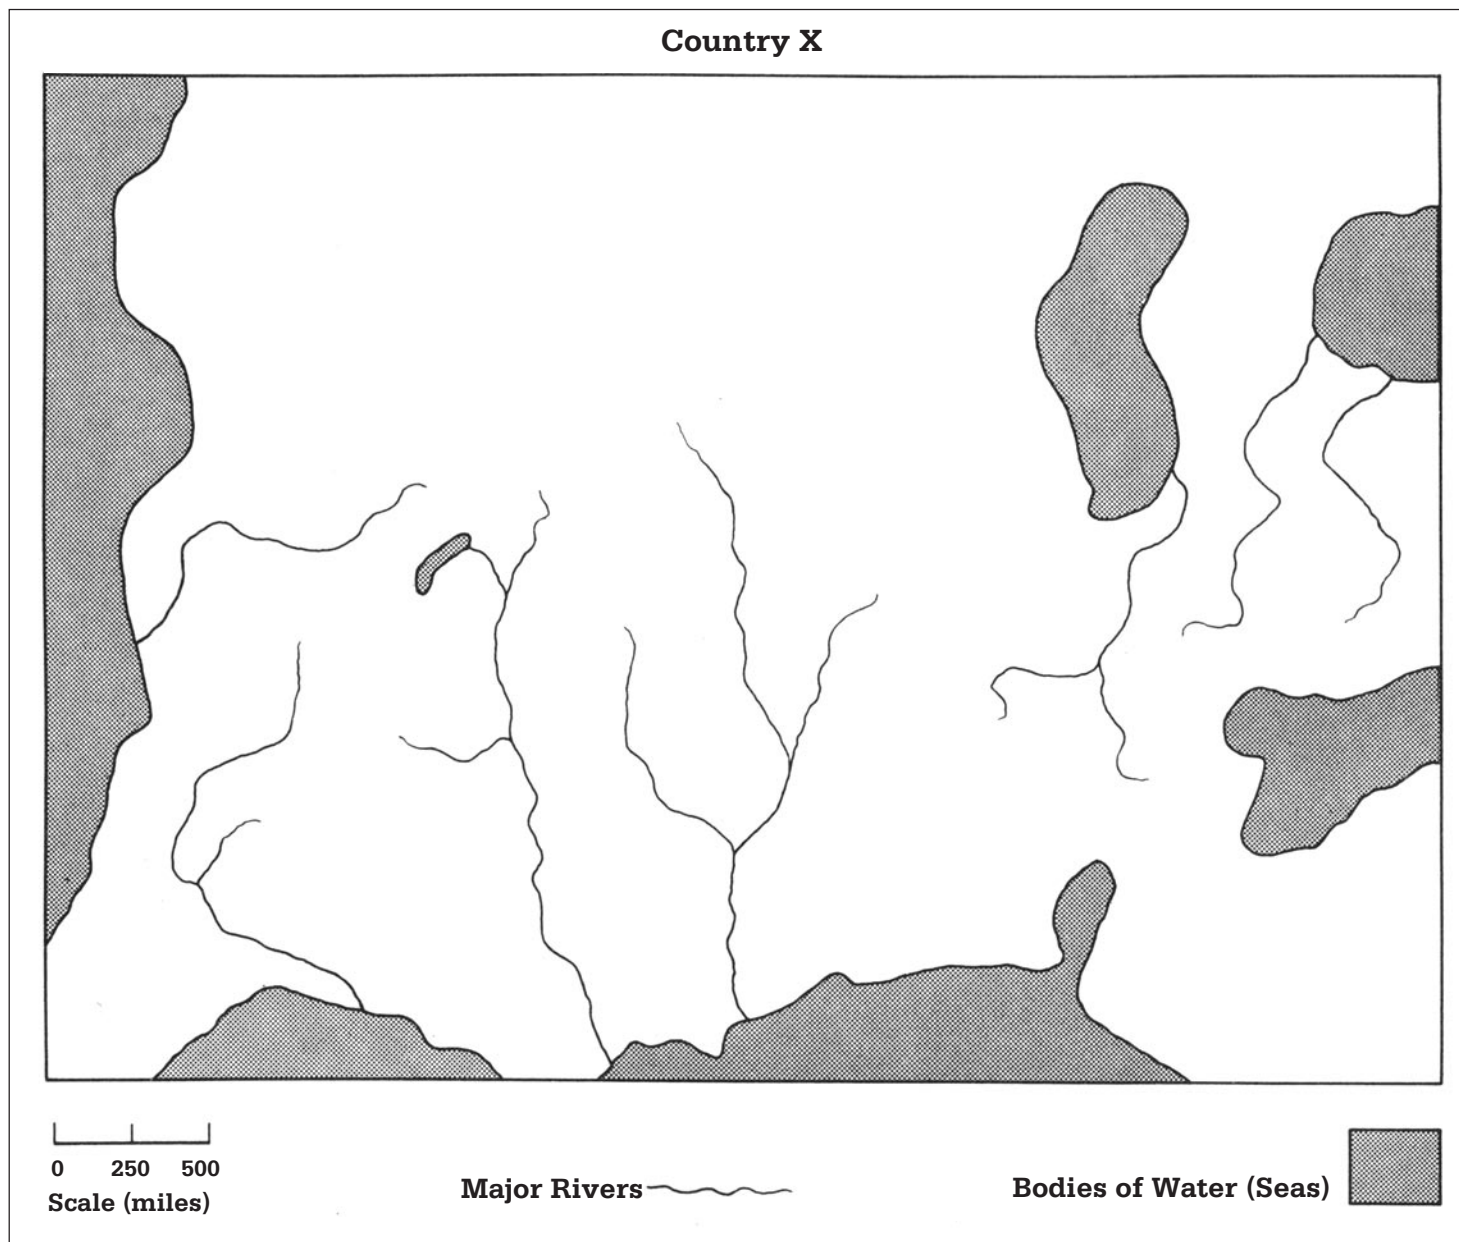 Country X
0 250 500
Scale (miles)
Major Rivers
Bodies of Water (Seas)